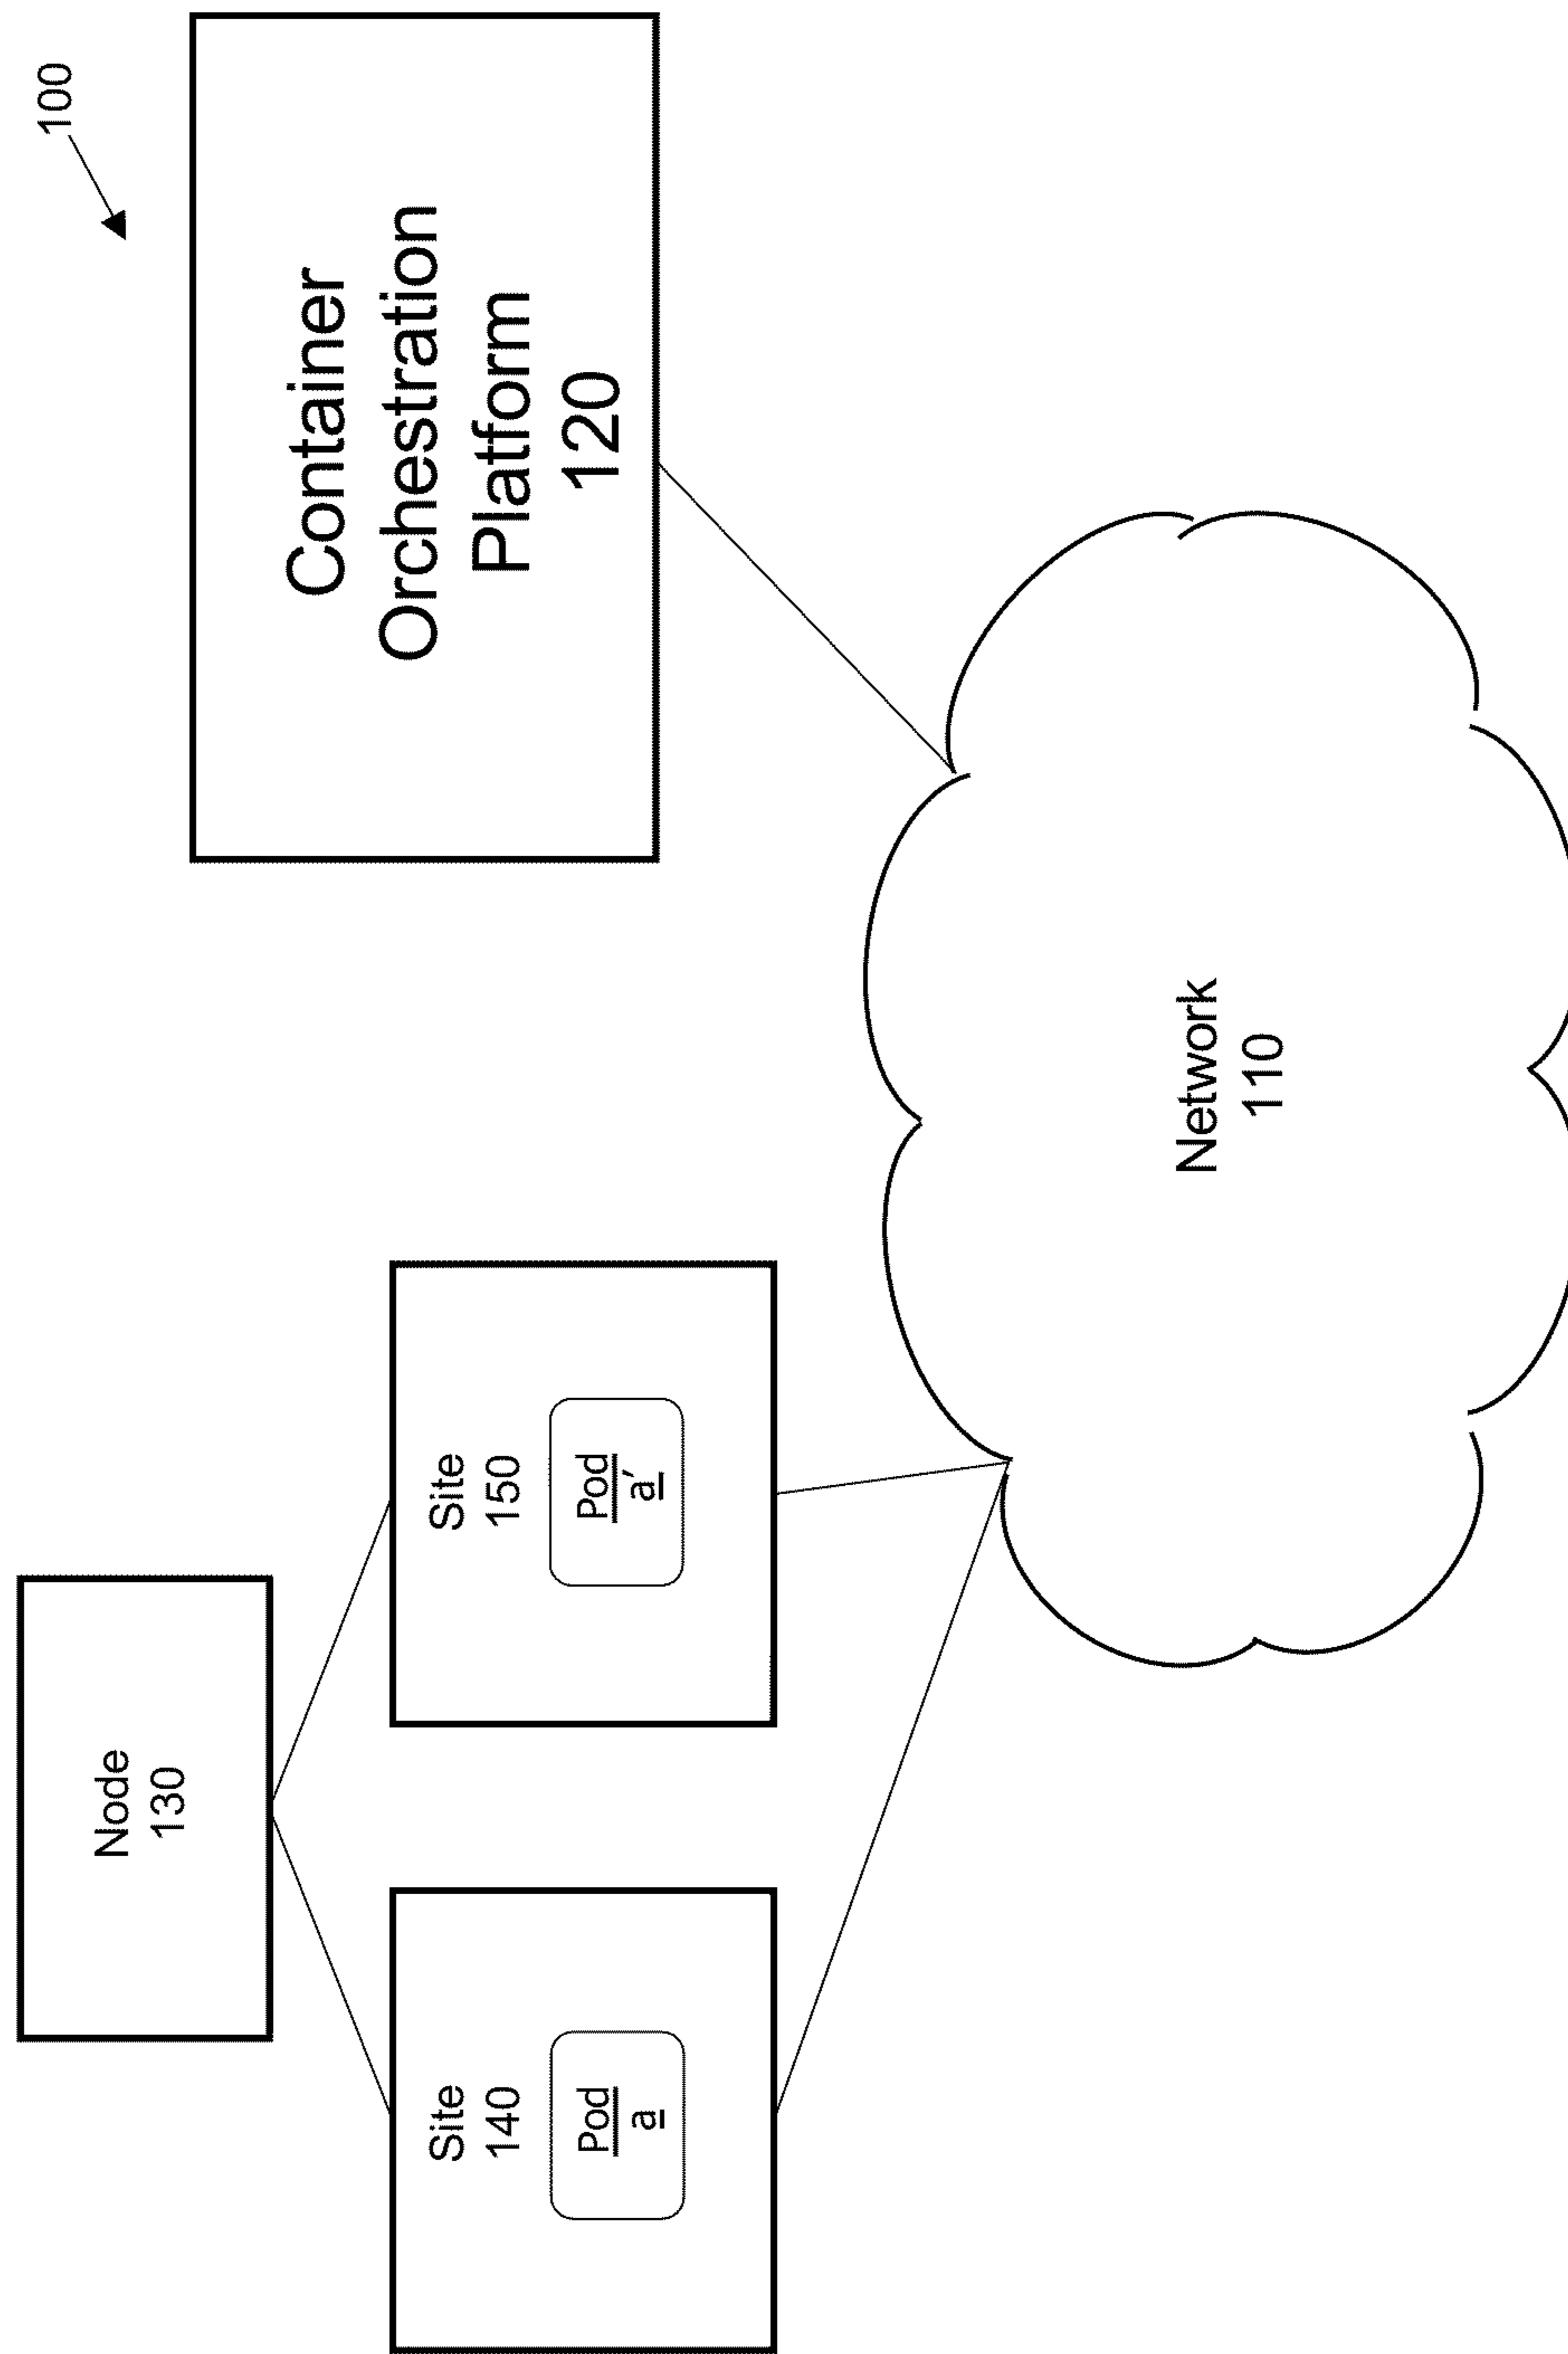 100
Node
130
Container
Orchestration
Platform
120
Site
140
Pod
a
Site
150
Pod
a′
Network
110